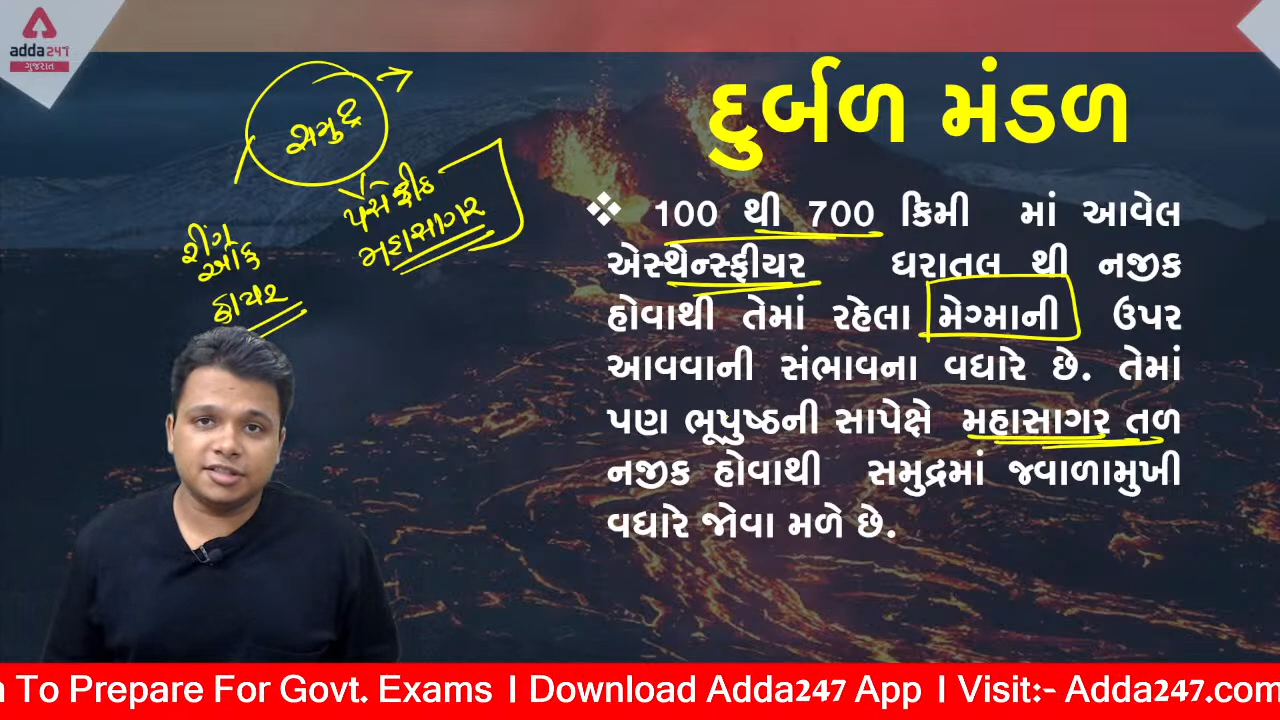 adda247
ગુજરાત
દુર્બળ મંડળ
સમુદ્ર
પેસેફીક
મહાસાગર
રીંગ
ઓફ
ફાયર
❖ 100 થી 700 કિમી માં આવેલ
એસ્થેન્સ્ફીયર ધરાતલ થી નજીક
હોવાથી તેમાં રહેલા મેગ્માની ઉપર
આવવાની સંભાવના વધારે છે. તેમાં
પણ ભૂપુષ્ઠની સાપેક્ષે મહાસાગર તળ
નજીક હોવાથી સમુદ્રમાં જ્વાળામુખી
વધારે જોવા મળે છે.
To Prepare For Govt. Exams । Download Adda247 App । Visit:- Adda247.com